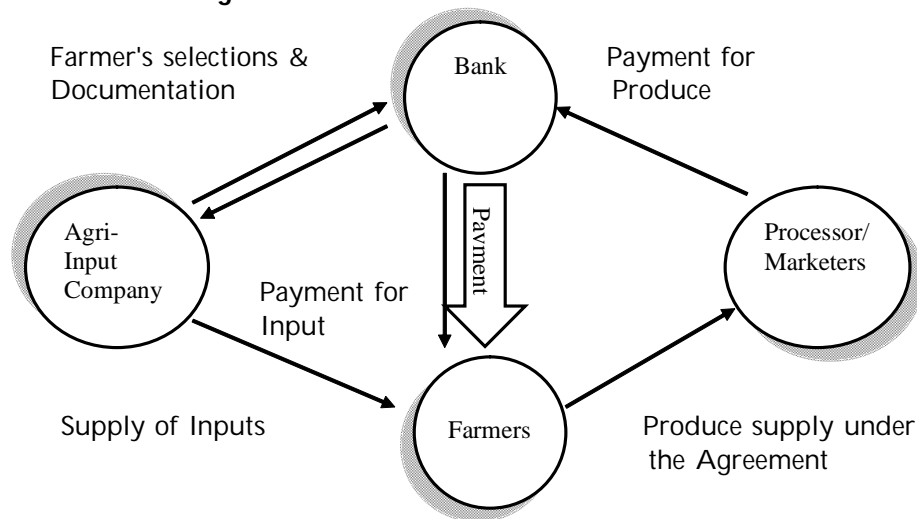 Farmer's selections &
Documentation
Bank
Payment for
Produce
Agri-
Input
Company
Payment for
Input
Payment
Processor/
Marketers
Supply of Inputs
Farmers
Produce supply under
the Agreement